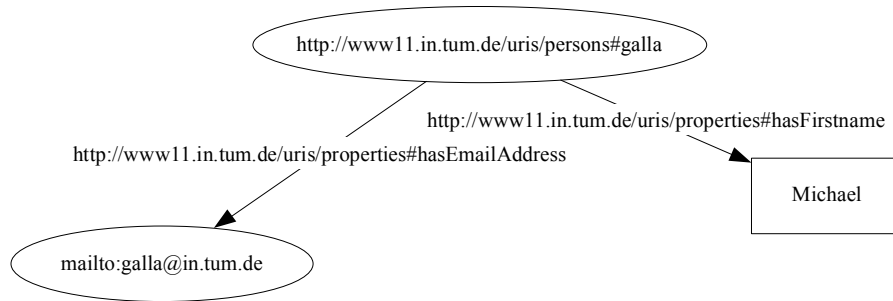 http://www11.in.tum.de/uris/persons#galla
http://www11.in.tum.de/uris/properties#hasFirstname
http://www11.in.tum.de/uris/properties#hasEmailAddress
Michael
mailto:galla@in.tum.de